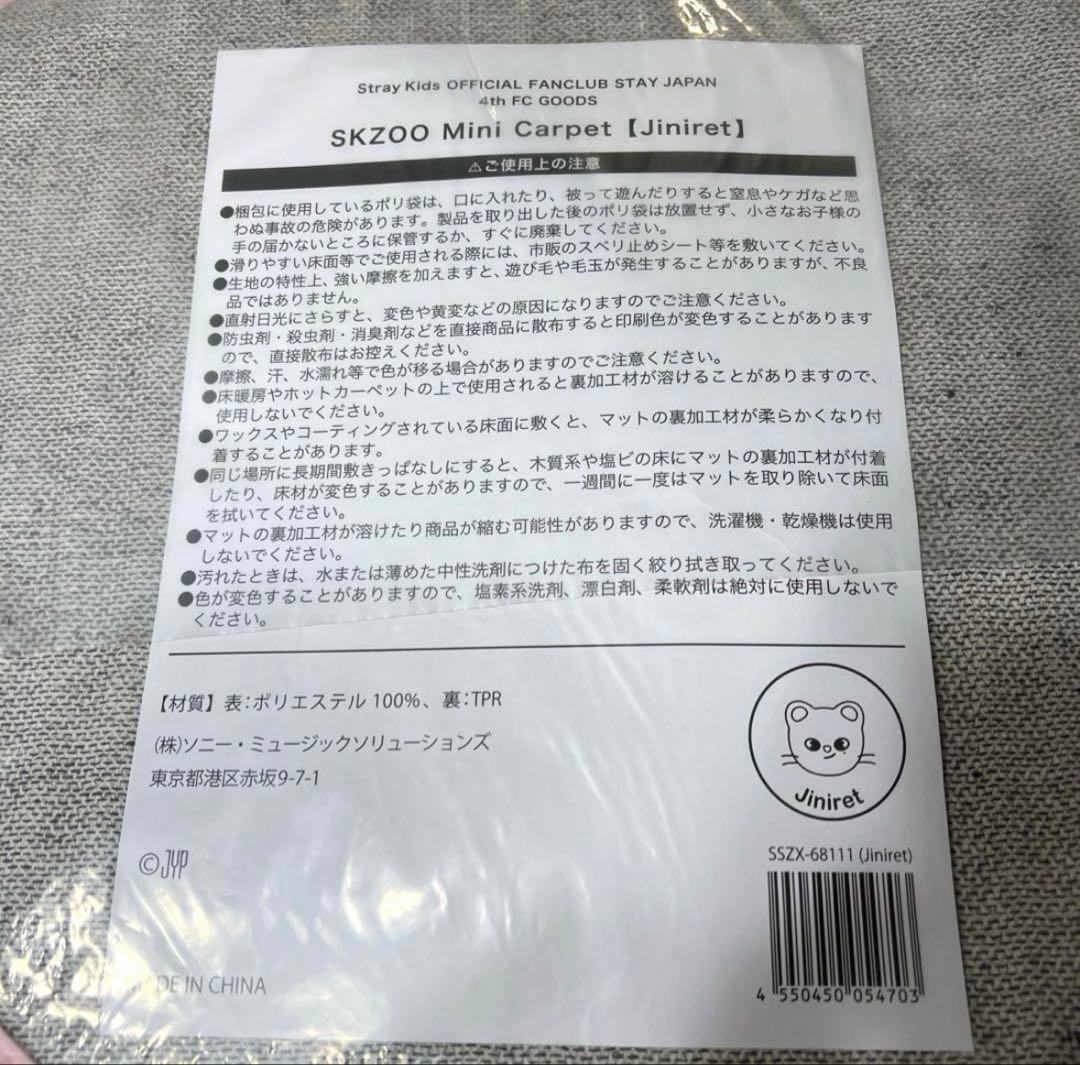 Stray Kids OFFICIAL FANCLUB STAY JAPAN
4th FC GOODS
SKZOO Mini Carpet【Jiniret】
⚠ご使用上の注意
●梱包に使用しているポリ袋は、口に入れたり、被って遊んだりすると窒息やケガなど思
わぬ事故の危険があります。製品を取り出した後のポリ袋は放置せず、小さなお子様の
手の届かないところに保管するか、すぐに廃棄してください。
●滑りやすい床面等でご使用される際には、市販のスベリ止めシート等を敷いてください。
●生地の特性上、強い摩擦を加えますと、遊び毛や毛玉が発生することがありますが、不良
品ではありません。
●直射日光にさらすと、変色や黄変などの原因になりますのでご注意ください。
●防虫剤・殺虫剤・消臭剤などを直接商品に散布すると印刷色が変色することがあります
ので、直接散布はお控えください。
●摩擦、汗、水濡れ等で色が移る場合がありますのでご注意ください。
●床暖房やホットカーペットの上で使用されると裏加工材が溶けることがありますので、
使用しないでください。
●ワックスやコーティングされている床面に敷くと、マットの裏加工材が柔らかくなり付
着することがあります。
●同じ場所に長期間敷きっぱなしにすると、木質系や塩ビの床にマットの裏加工材が付着
したり、床材が変色することがありますので、一週間に一度はマットを取り除いて床面
を拭いてください。
●マットの裏加工材が溶けたり商品が縮む可能性がありますので、洗濯機・乾燥機は使用
しないでください。
●汚れたときは、水または薄めた中性洗剤につけた布を固く絞り拭き取ってください。
●色が変色することがありますので、塩素系洗剤、漂白剤、柔軟剤は絶対に使用しないで
ください。
【材質】表:ポリエステル 100%、裏:TPR
(株)ソニー・ミュージックソリューションズ
東京都港区赤坂9-7-1
Jiniret
©JYP
SSZX-68111 (Jiniret)
4 550450 054703
MADE IN CHINA